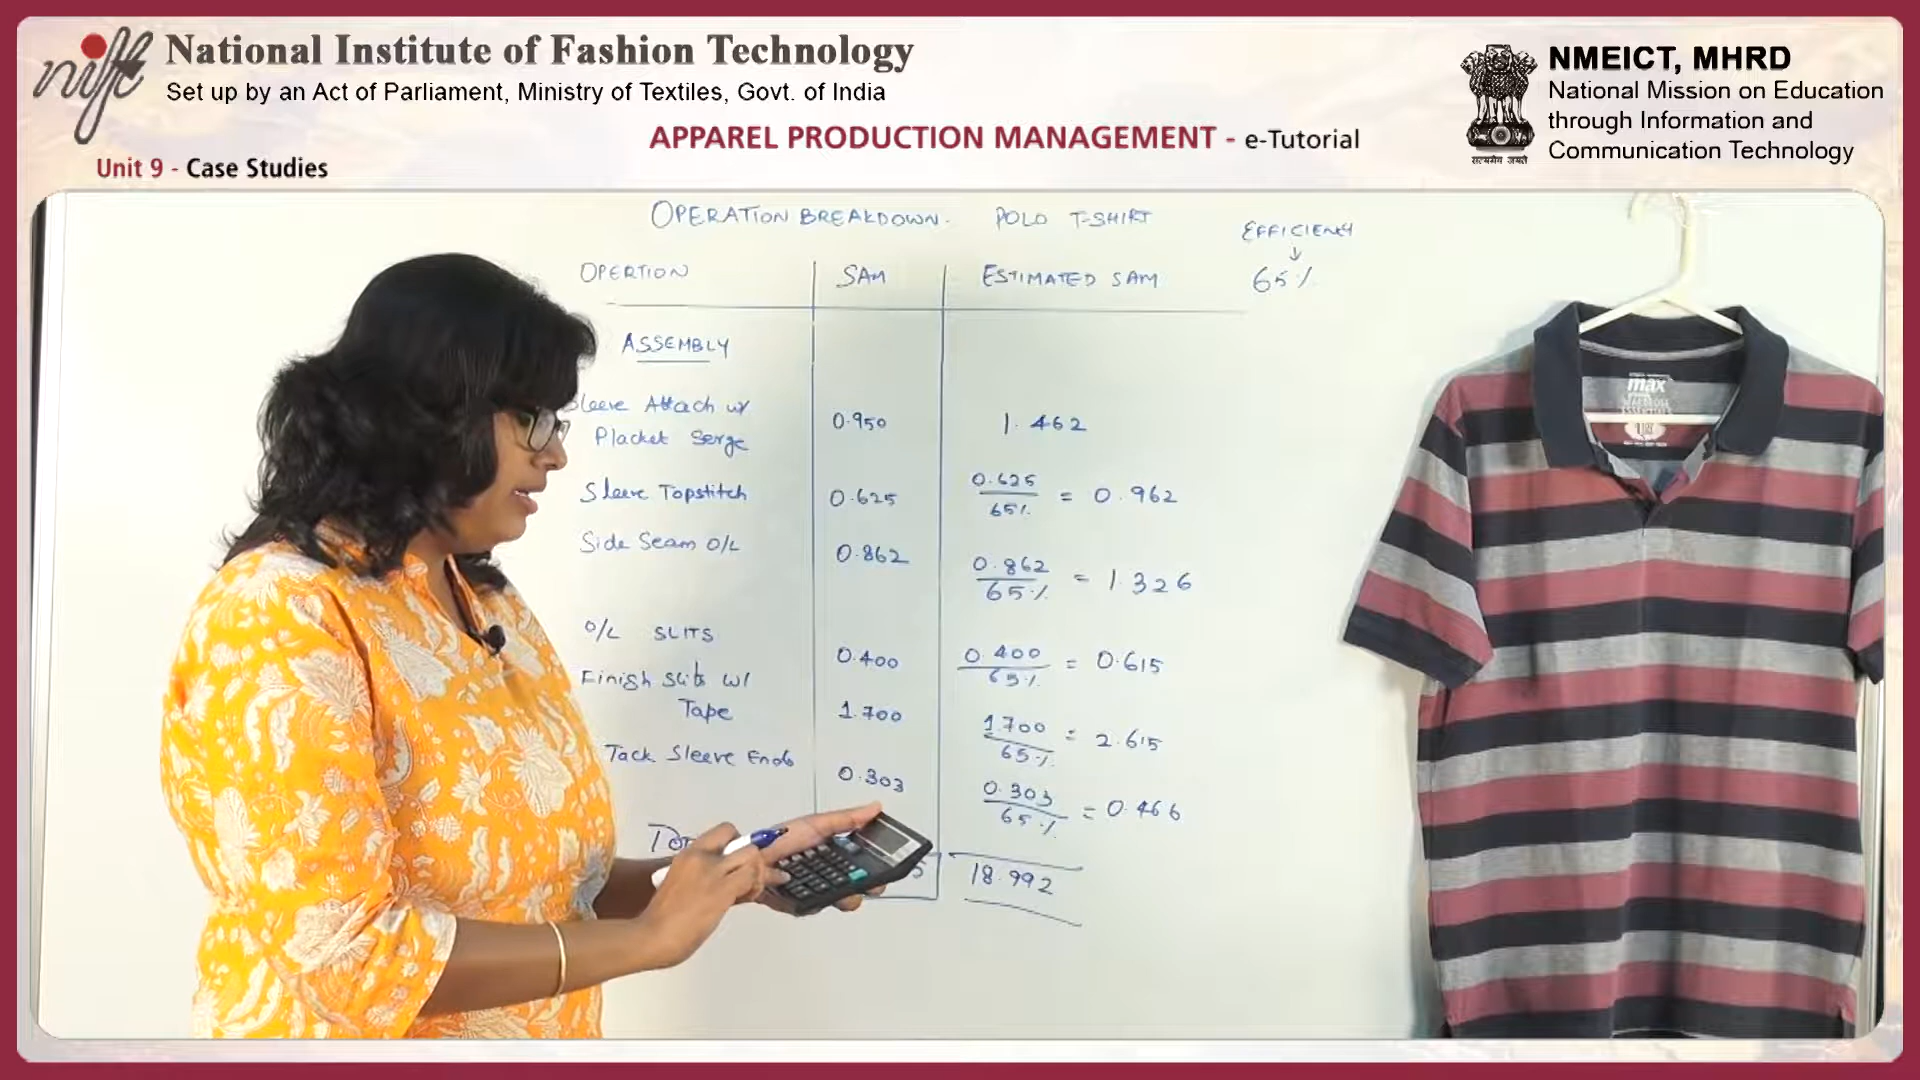 nift
National Institute of Fashion Technology
Set up by an Act of Parliament, Ministry of Textiles, Govt. of India
APPAREL PRODUCTION MANAGEMENT - e-Tutorial
Unit 9 - Case Studies
सत्यमेव जयते
NMEICT, MHRD
National Mission on Education
through Information and
Communication Technology
OPERATION BREAKDOWN. POLO T-SHIRT
EFFICIENCY
↓
65%
OPERTION SAM ESTIMATED SAM
ASSEMBLY
Sleeve Attach w/
Placket Serge 0.950 1.462
Sleeve Topstitch 0.625 0.625/65% = 0.962
Side Seam O/L 0.862 0.862/65% = 1.326
O/L SLITS 0.400 0.400/65% = 0.615
Finish Slits w/
Tape 1.700 1.700/65% = 2.615
Tack Sleeve Ends 0.303 0.303/65% = 0.466
18.992
max